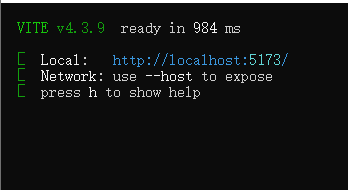 VITE v4.3.9 ready in 984 ms
Local: http://localhost:5173/
Network: use --host to expose
press h to show help